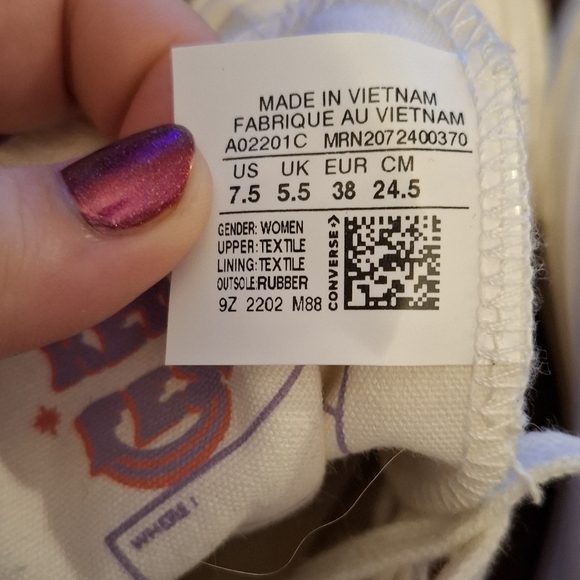 MADE IN VIETNAM
FABRIQUE AU VIETNAM
A02201C MRN2072400370
US UK EUR CM
7.5 5.5 38 24.5
GENDER: WOMEN
UPPER: TEXTILE
LINING: TEXTILE
OUTSOLE: RUBBER
9Z 2202 M88
CONVERSE
WHERE I